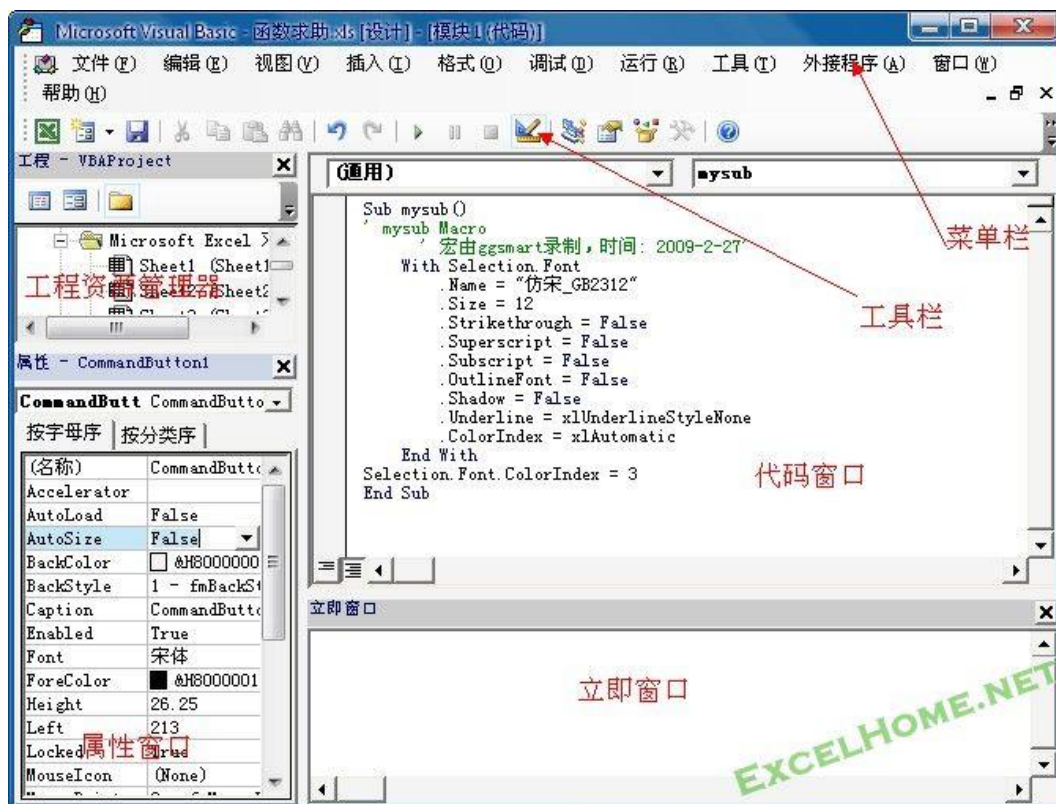 Microsoft Visual Basic - 函数求助.xls [设计] - [模块1 (代码)]
文件(F) 编辑(E) 视图(V) 插入(I) 格式(O) 调试(D) 运行(R) 工具(T) 外接程序(A) 窗口(W)
帮助(H)
工程 - VBAProject
Microsoft Excel
Sheet1 (Sheet1
工程资源管理器
属性 - CommandButton1
CommandButt CommandButto
按字母序 按分类序
(名称) CommandButto
Accelerator
AutoLoad False
AutoSize False
BackColor &H8000000
BackStyle 1 - fmBackSt
Caption CommandButto
Enabled True
Font 宋体
ForeColor &H8000001
Height 26.25
Left 213
Locked True
属性窗口
MouseIcon (None)
(通用) mysub
Sub mysub()
' mysub Macro
' 宏由ggsmart录制，时间: 2009-2-27'
With Selection.Font
.Name = "仿宋_GB2312"
.Size = 12
.Strikethrough = False
.Superscript = False
.Subscript = False
.OutlineFont = False
.Shadow = False
.Underline = xlUnderlineStyleNone
.ColorIndex = xlAutomatic
End With
Selection.Font.ColorIndex = 3
End Sub
菜单栏
工具栏
代码窗口
立即窗口
立即窗口
EXCELHOME.NET